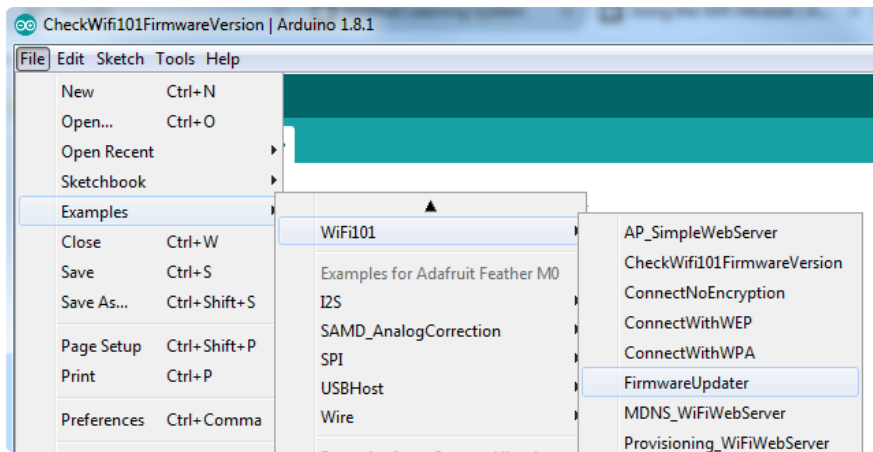 CheckWifi101FirmwareVersion | Arduino 1.8.1
File Edit Sketch Tools Help
New Ctrl+N
Open... Ctrl+O
Open Recent
Sketchbook
Examples
Close Ctrl+W
Save Ctrl+S
Save As... Ctrl+Shift+S
Page Setup Ctrl+Shift+P
Print Ctrl+P
Preferences Ctrl+Comma
WiFi101
Examples for Adafruit Feather M0
I2S
SAMD_AnalogCorrection
SPI
USBHost
Wire
AP_SimpleWebServer
CheckWifi101FirmwareVersion
ConnectNoEncryption
ConnectWithWEP
ConnectWithWPA
FirmwareUpdater
MDNS_WiFiWebServer
Provisioning_WiFiWebServer